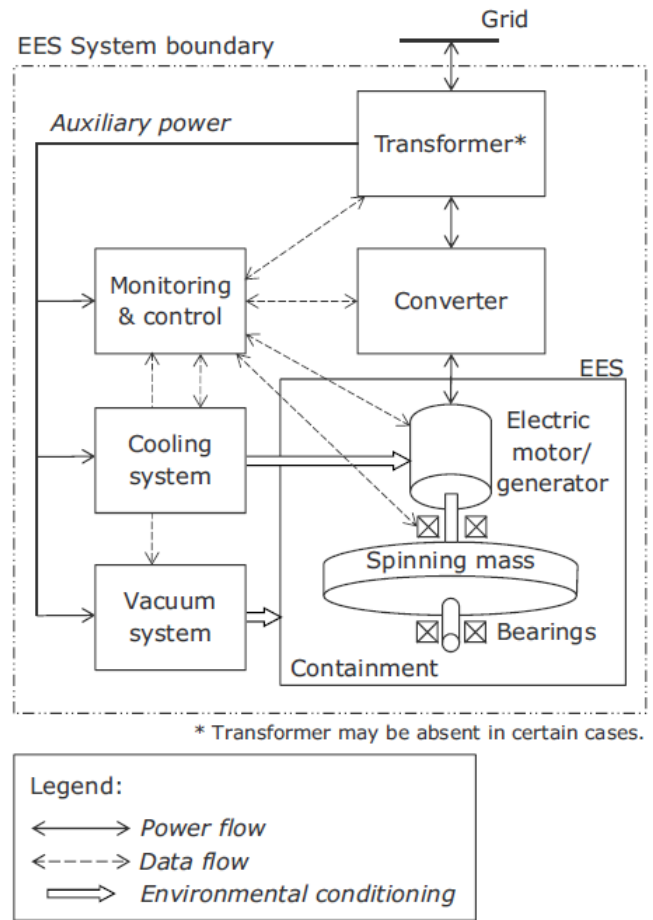 Grid
EES System boundary
Auxiliary power
Transformer*
Monitoring
& control
Converter
EES
Cooling
system
Electric
motor/
generator
Spinning mass
Vacuum
system
Bearings
Containment
* Transformer may be absent in certain cases.
Legend:
Power flow
Data flow
Environmental conditioning